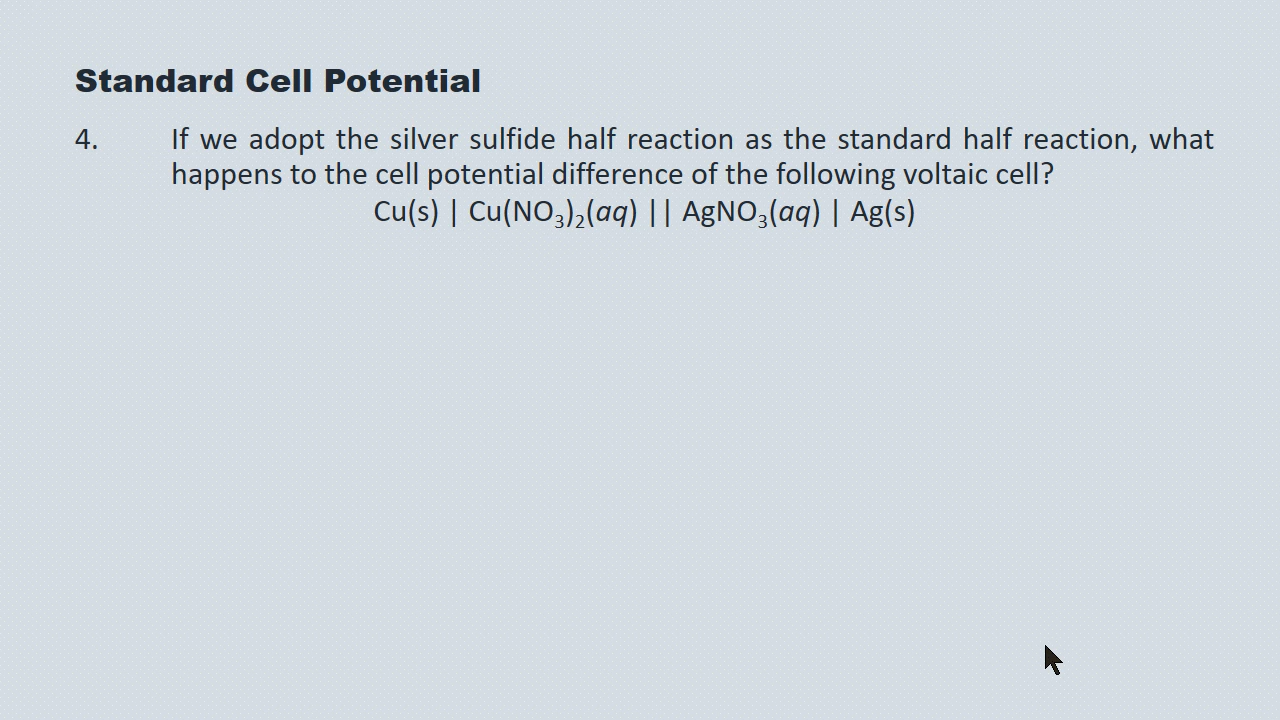 Standard Cell Potential
4. If we adopt the silver sulfide half reaction as the standard half reaction, what
happens to the cell potential difference of the following voltaic cell?
Cu(s) | Cu(NO₃)₂(aq) || AgNO₃(aq) | Ag(s)